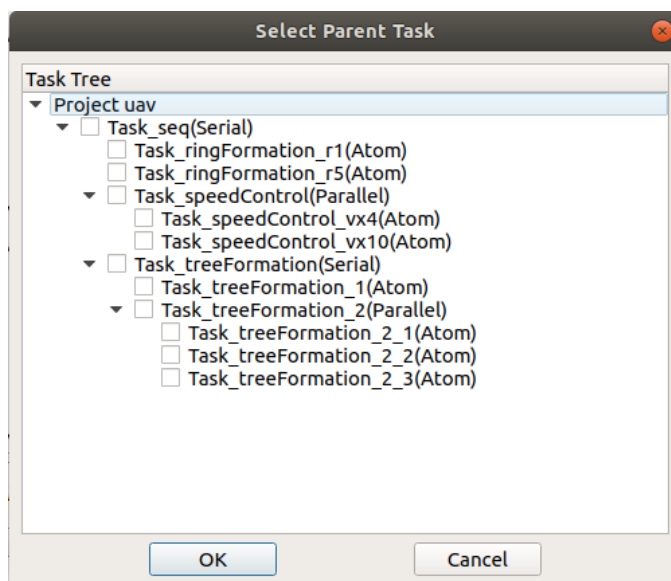 Select Parent Task
Task Tree
Project uav
Task_seq(Serial)
Task_ringFormation_r1(Atom)
Task_ringFormation_r5(Atom)
Task_speedControl(Parallel)
Task_speedControl_vx4(Atom)
Task_speedControl_vx10(Atom)
Task_treeFormation(Serial)
Task_treeFormation_1(Atom)
Task_treeFormation_2(Parallel)
Task_treeFormation_2_1(Atom)
Task_treeFormation_2_2(Atom)
Task_treeFormation_2_3(Atom)
OK Cancel